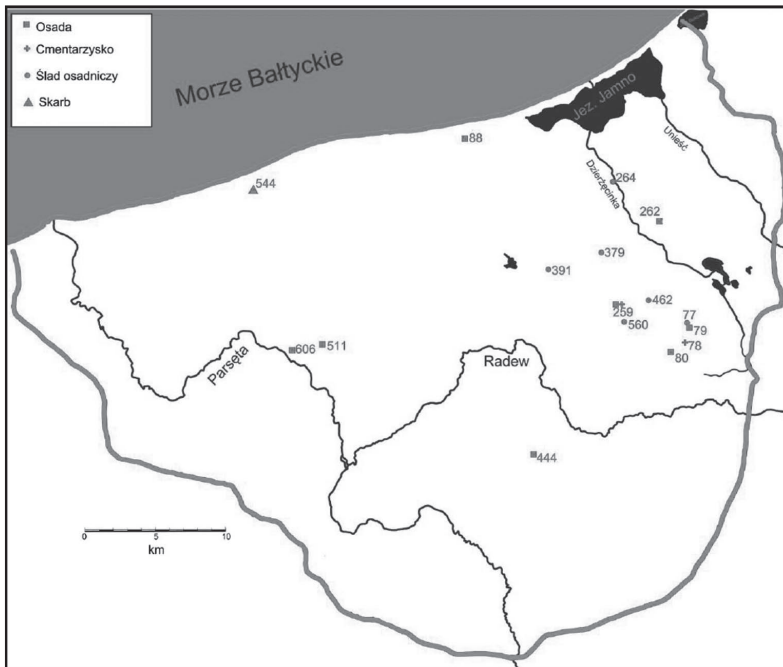 Osada
Cmentarzysko
Ślad osadniczy
Skarb
Morze Bałtyckie
Jez. Jamno
Unieść
Dzierżęcinka
88
264
544
262
379
391
462
259
560
77
79
78
80
606
511
Parsęta
Radew
444
0 5 10
km